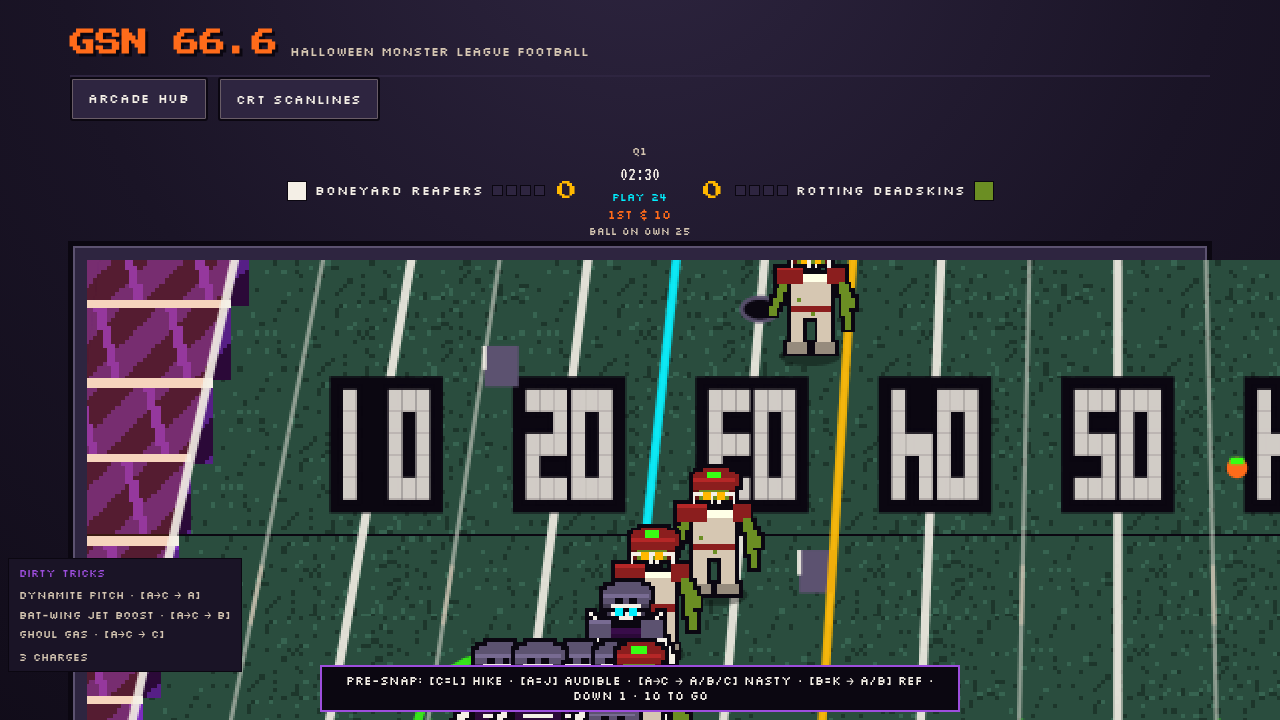 GSN 66.6
HALLOWEEN MONSTER LEAGUE FOOTBALL
ARCADE HUB
CRT SCANLINES
Q1
BONEYARD REAPERS 0
02:30
0 ROTTING DEADSKINS
PLAY 24
1ST $ 10
BALL ON OWN 25
10 20 50 40 50
DIRTY TRICKS
DYNAMITE PITCH · [A→C → A]
BAT-WING JET BOOST · [A→C → B]
GHOUL GAS · [A→C → C]
3 CHARGES
PRE-SNAP: [C=L] HIKE · [A=J] AUDIBLE · [A→C → A/B/C] NASTY · [B=K → A/B] REF ·
DOWN 1 · 10 TO GO